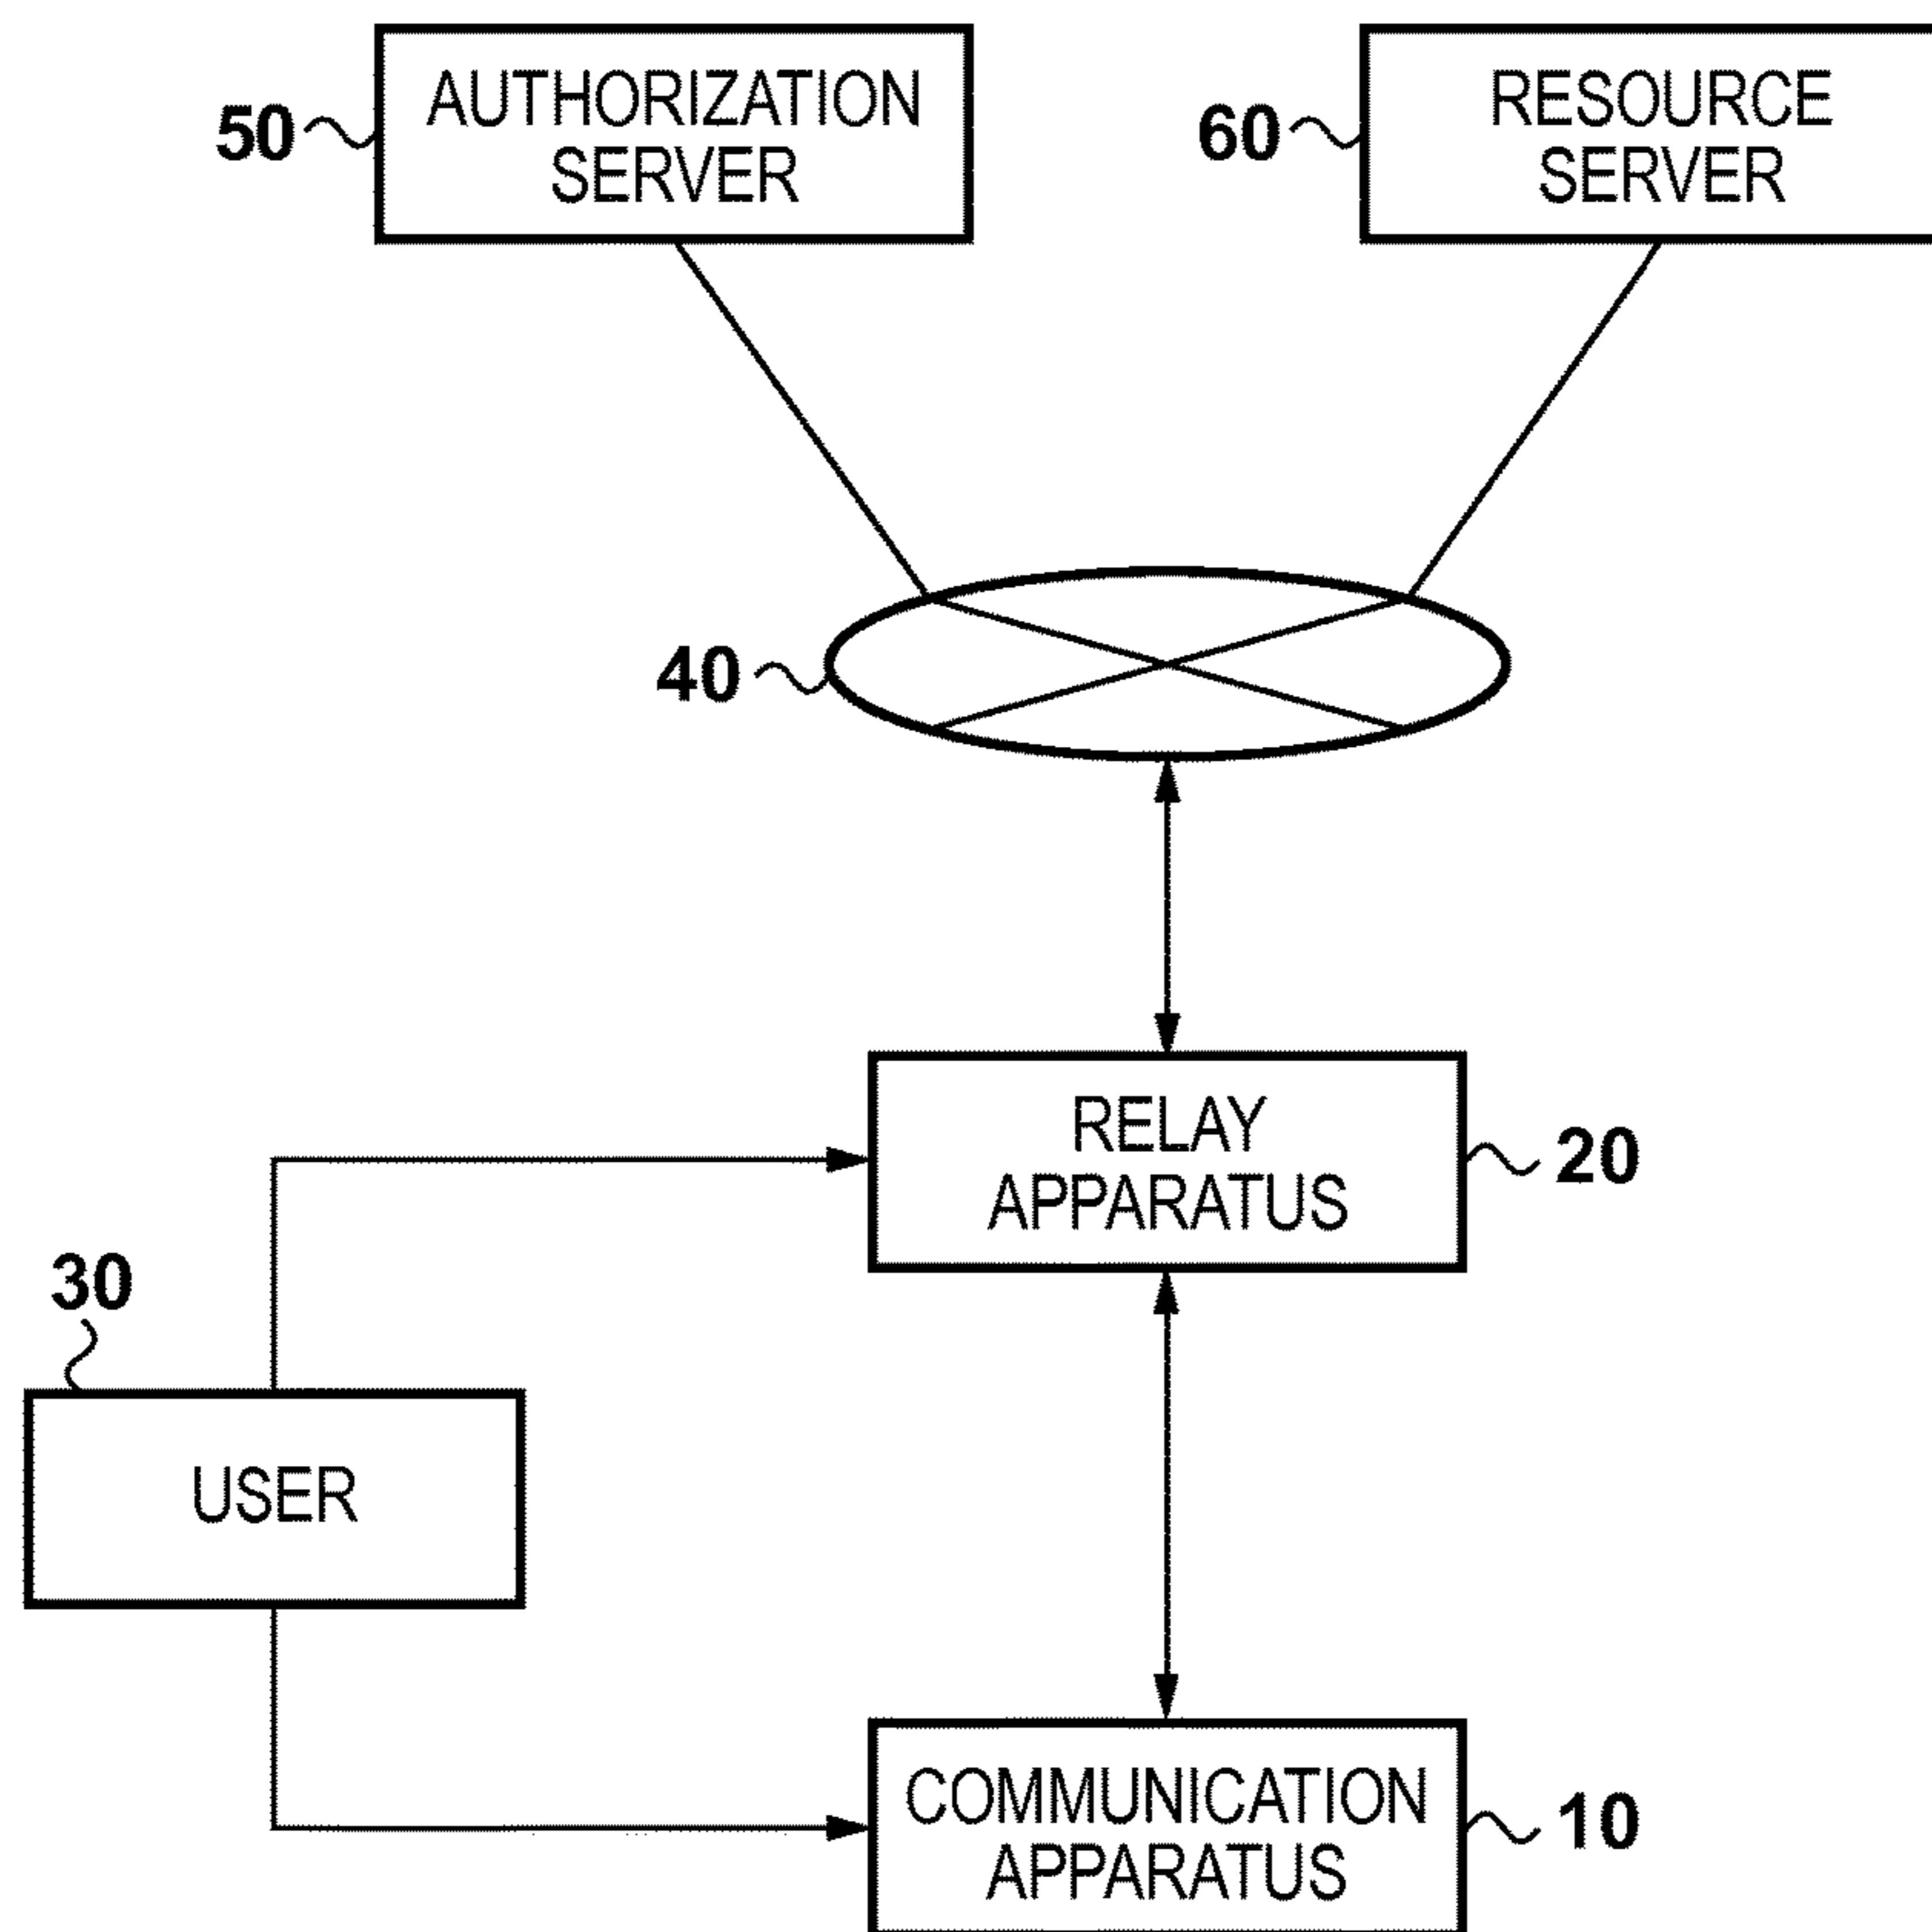 50
AUTHORIZATION
SERVER
60
RESOURCE
SERVER
40
RELAY
APPARATUS
20
30
USER
COMMUNICATION
APPARATUS
10